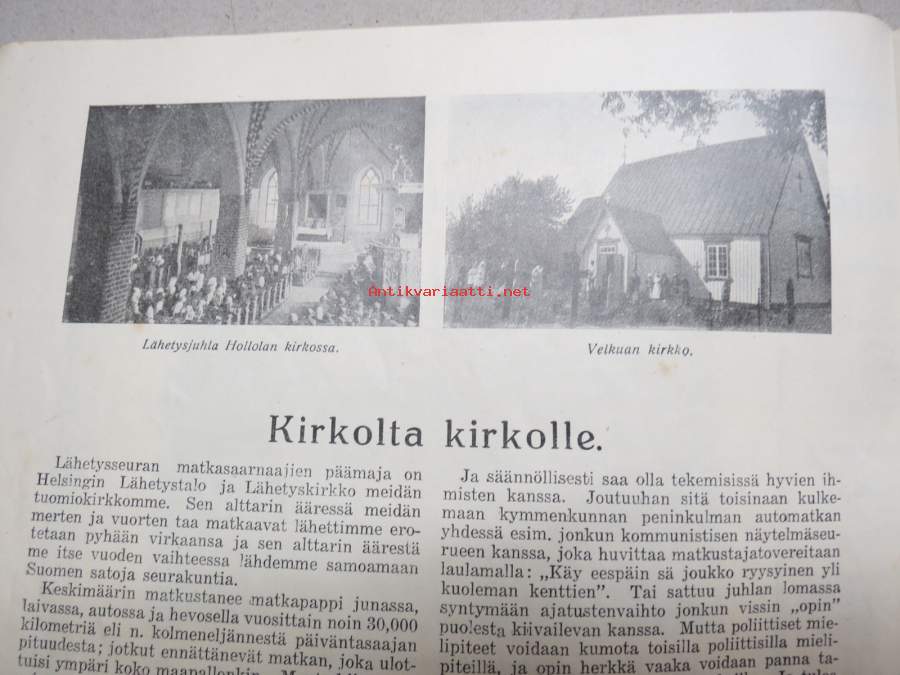 Antikvariaatti.net
Lähetysjuhla Hollolan kirkossa.
Velkuan kirkko.
Kirkolta kirkolle.
Lähetysseuran matkasaarnaajien päämaja on
Helsingin Lähetystalo ja Lähetyskirkko meidän
tuomiokirkkomme. Sen alttarin ääressä meidän
merten ja vuorten taa matkaavat lähettimme ero-
tetaan pyhään virkaansa ja sen alttarin äärestä
me itse vuoden vaihteessa lähdemme samoamaan
Suomen satoja seurakuntia.
Keskimäärin matkustanee matkapappi junassa,
laivassa, autossa ja hevosella vuosittain noin 30,000
kilometriä eli n. kolmeneljännestä päiväntasaajan
pituudesta; jotkut ennättänevät matkan, joka ulot-
tuisi ympäri koko maapallonkin.
Ja säännöllisesti saa olla tekemisissä hyvien ih-
misten kanssa. Joutuuhan sitä toisinaan kulke-
maan kymmenkunnan peninkulman automatkan
yhdessä esim. jonkun kommunistisen näytelmäseu-
rueen kanssa, joka huvittaa matkustajatovereitaan
laulamalla: „Käy eespäin sä joukko ryysyinen yli
kuoleman kenttien". Tai sattuu juhlan lomassa
syntymään ajatustenvaihto jonkun vissin „opin"
puolesta kiivailevan kanssa. Mutta poliittiset mie-
lipiteet voidaan kumota toisilla poliittisilla mieli-
piteillä, ja opin herkkä vaaka voidaan panna ta-